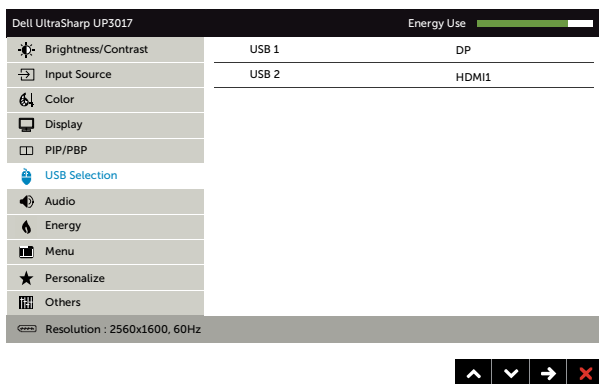 Dell UltraSharp UP3017 Energy Use
Brightness/Contrast USB 1 DP
Input Source USB 2 HDMI1
Color
Display
PIP/PBP
USB Selection
Audio
Energy
Menu
Personalize
Others
Resolution : 2560x1600, 60Hz